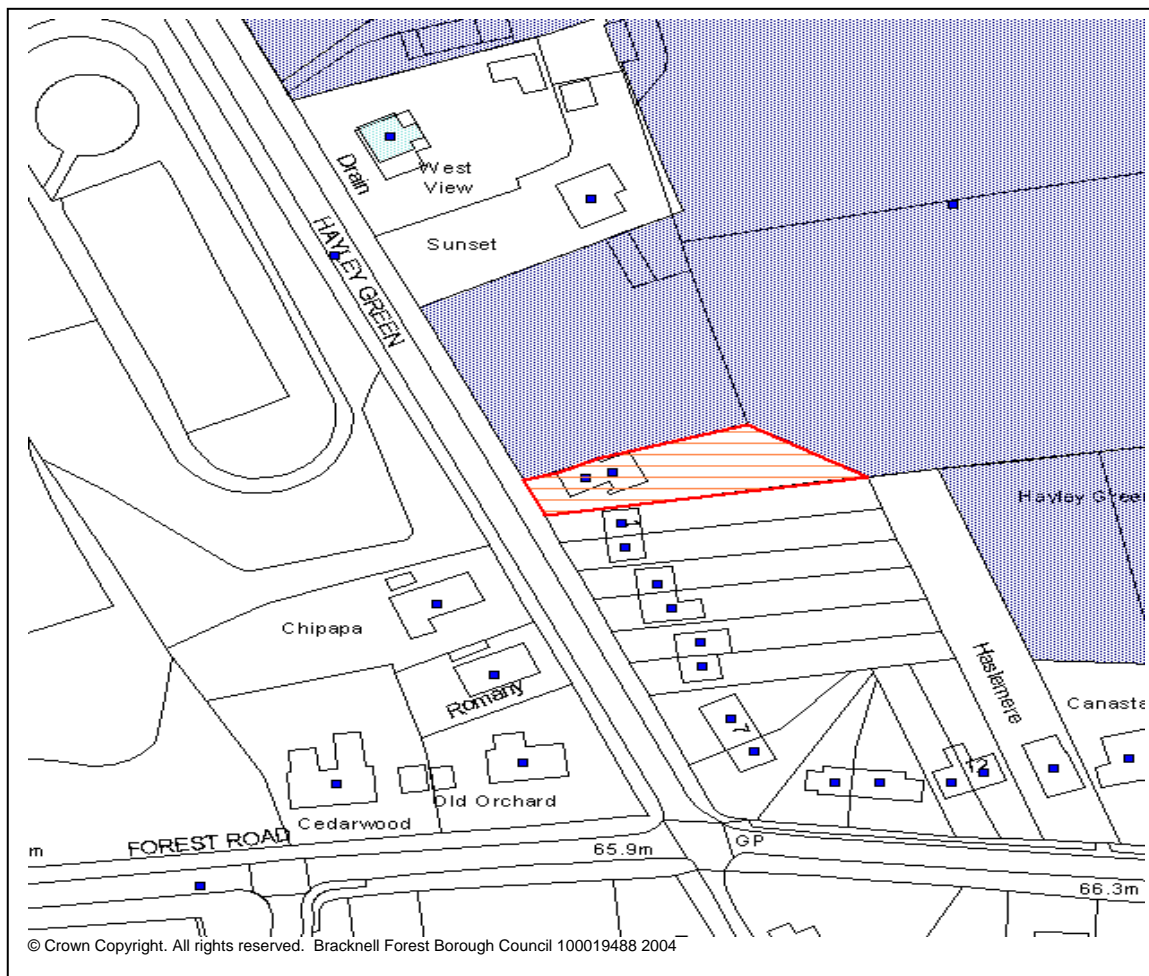 Drain
West
View
HAYLEY GREEN
Sunset
1
Hayley Green
Chipapa
Romany
Haslemere
Canasta
7
12
Old Orchard
Cedarwood
FOREST ROAD
m
65.9m
GP
66.3m
© Crown Copyright. All rights reserved. Bracknell Forest Borough Council 100019488 2004